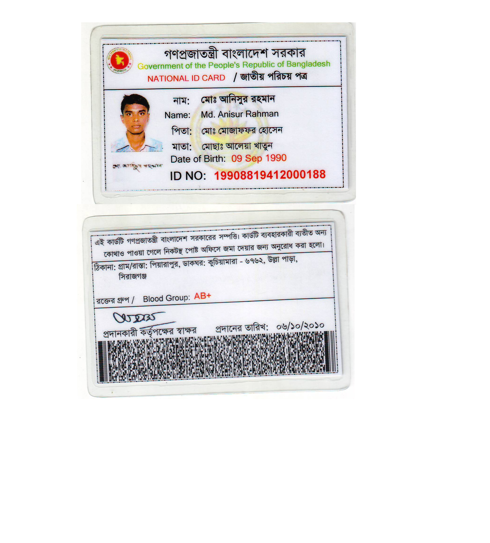 গণপ্রজাতন্ত্রী বাংলাদেশ সরকার
Government of the People's Republic of Bangladesh
NATIONAL ID CARD / জাতীয় পরিচয় পত্র
নাম: মোঃ আনিসুর রহমান
Name: Md. Anisur Rahman
পিতা: মোঃ মোজাফফর হোসেন
মাতা: মোছাঃ আলেয়া খাতুন
Date of Birth: 09 Sep 1990
ID NO: 19908819412000188
এই কার্ডটি গণপ্রজাতন্ত্রী বাংলাদেশ সরকারের সম্পত্তি। কার্ডটি ব্যবহারকারী ব্যতীত অন্য
কোথাও পাওয়া গেলে নিকটস্থ পোষ্ট অফিসে জমা দেয়ার জন্য অনুরোধ করা হলো।
ঠিকানা: গ্রাম/রাস্তা: পিয়ারাপুর, ডাকঘর: কুচিয়ামারা - ৬৭৬২, উল্লা পাড়া,
সিরাজগঞ্জ
রক্তের গ্রুপ / Blood Group: AB+
প্রদানকারী কর্তৃপক্ষের স্বাক্ষর প্রদানের তারিখ: ০৬/১০/২০১০